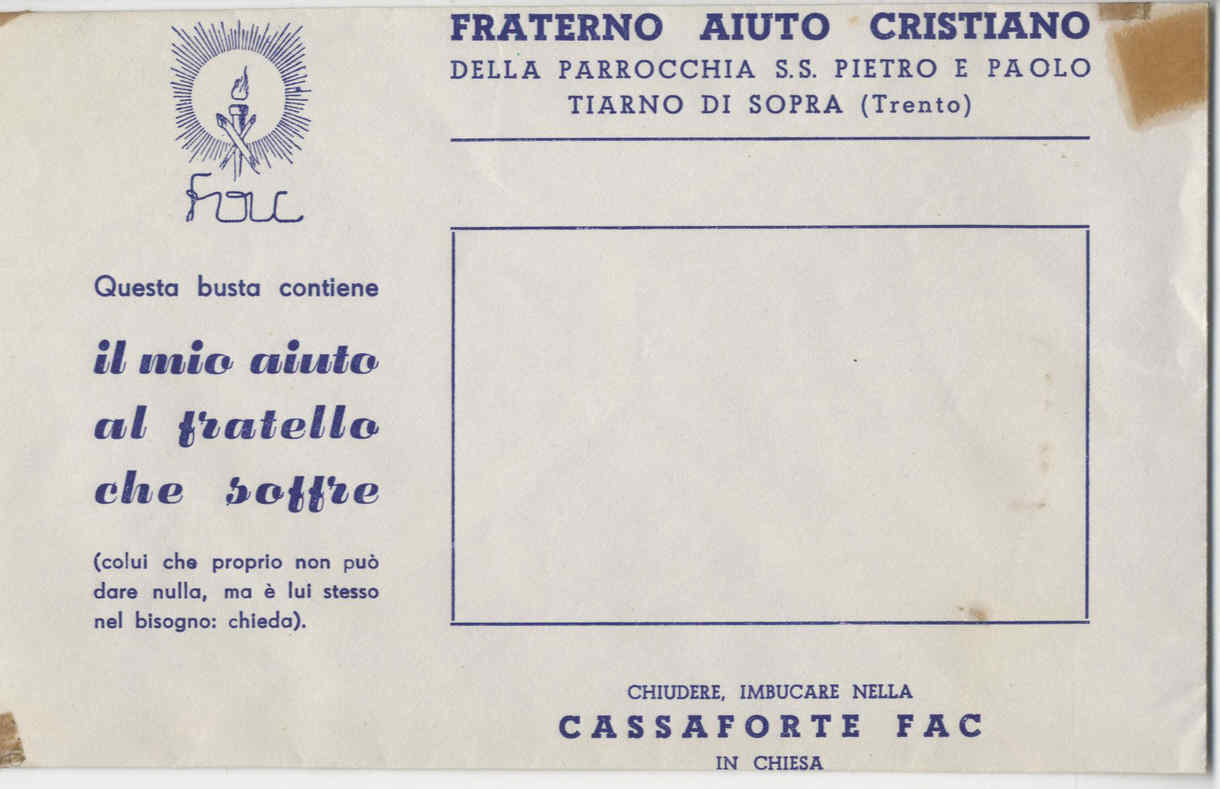 FRATERNO AIUTO CRISTIANO
DELLA PARROCCHIA S.S. PIETRO E PAOLO
TIARNO DI SOPRA (Trento)
Fac
Questa busta contiene
il mio aiuto
al fratello
che soffre
(colui che proprio non può
dare nulla, ma è lui stesso
nel bisogno: chieda).
CHIUDERE, IMBUCARE NELLA
CASSAFORTE FAC
IN CHIESA